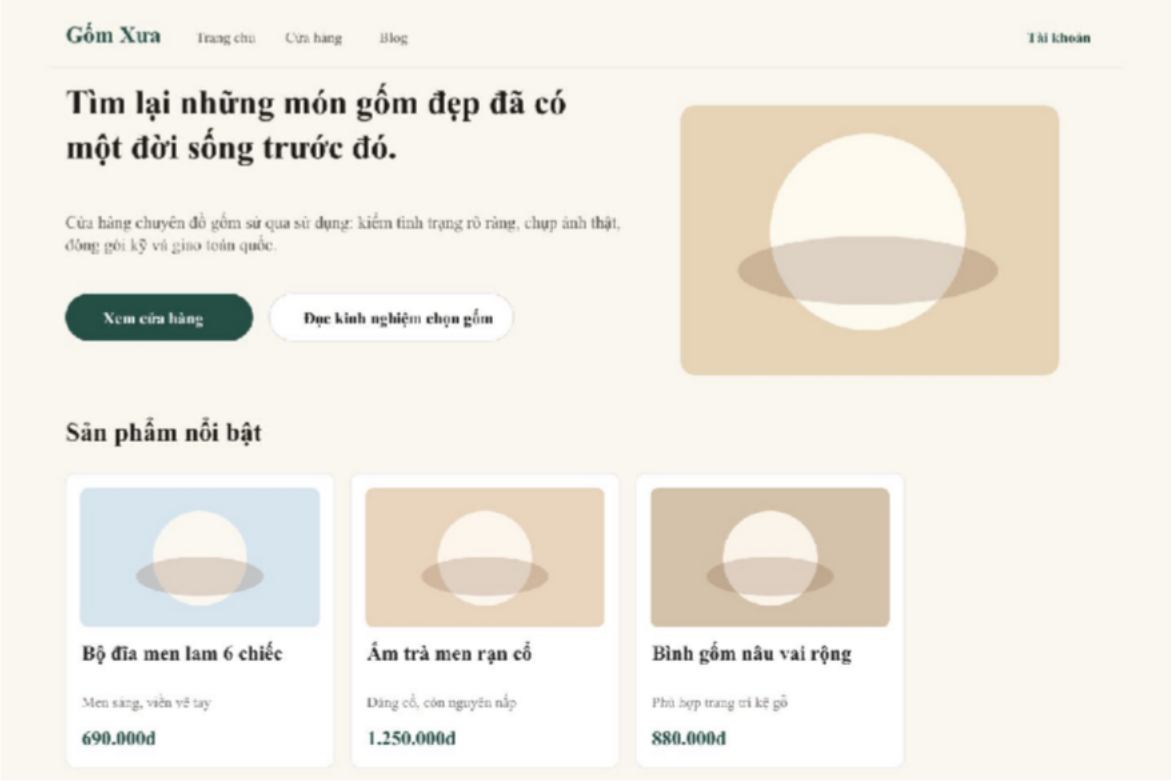 Gốm Xưa Trang chủ Cửa hàng Blog Tài khoản
Tìm lại những món gốm đẹp đã có
một đời sống trước đó.
Cửa hàng chuyên đồ gốm sứ qua sử dụng: kiểm tình trạng rõ ràng, chụp ảnh thật,
đóng gói kỹ và giao toàn quốc.
Xem cửa hàng Đọc kinh nghiệm chọn gốm
Sản phẩm nổi bật
Bộ đĩa men lam 6 chiếc
Men sáng, viền vẽ tay
690.000đ
Ấm trà men rạn cổ
Dáng cổ, còn nguyên nắp
1.250.000đ
Bình gốm nâu vai rộng
Phù hợp trang trí kệ gỗ
880.000đ